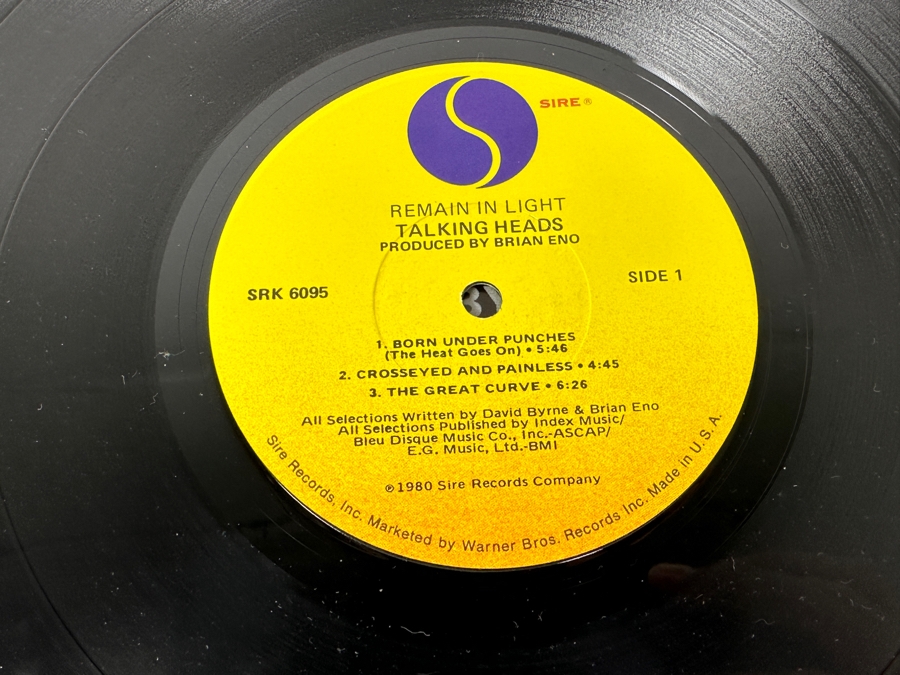 SIRE®
REMAIN IN LIGHT
TALKING HEADS
PRODUCED BY BRIAN ENO
SRK 6095
SIDE 1
1. BORN UNDER PUNCHES
(The Heat Goes On) • 5:46
2. CROSSEYED AND PAINLESS • 4:45
3. THE GREAT CURVE • 6:26
All Selections Written by David Byrne & Brian Eno
All Selections Published by Index Music/
Bleu Disque Music Co., Inc.-ASCAP/
E.G. Music, Ltd.-BMI
℗1980 Sire Records Company
Sire Records, Inc. Marketed by Warner Bros. Records Inc. Made in U.S.A.